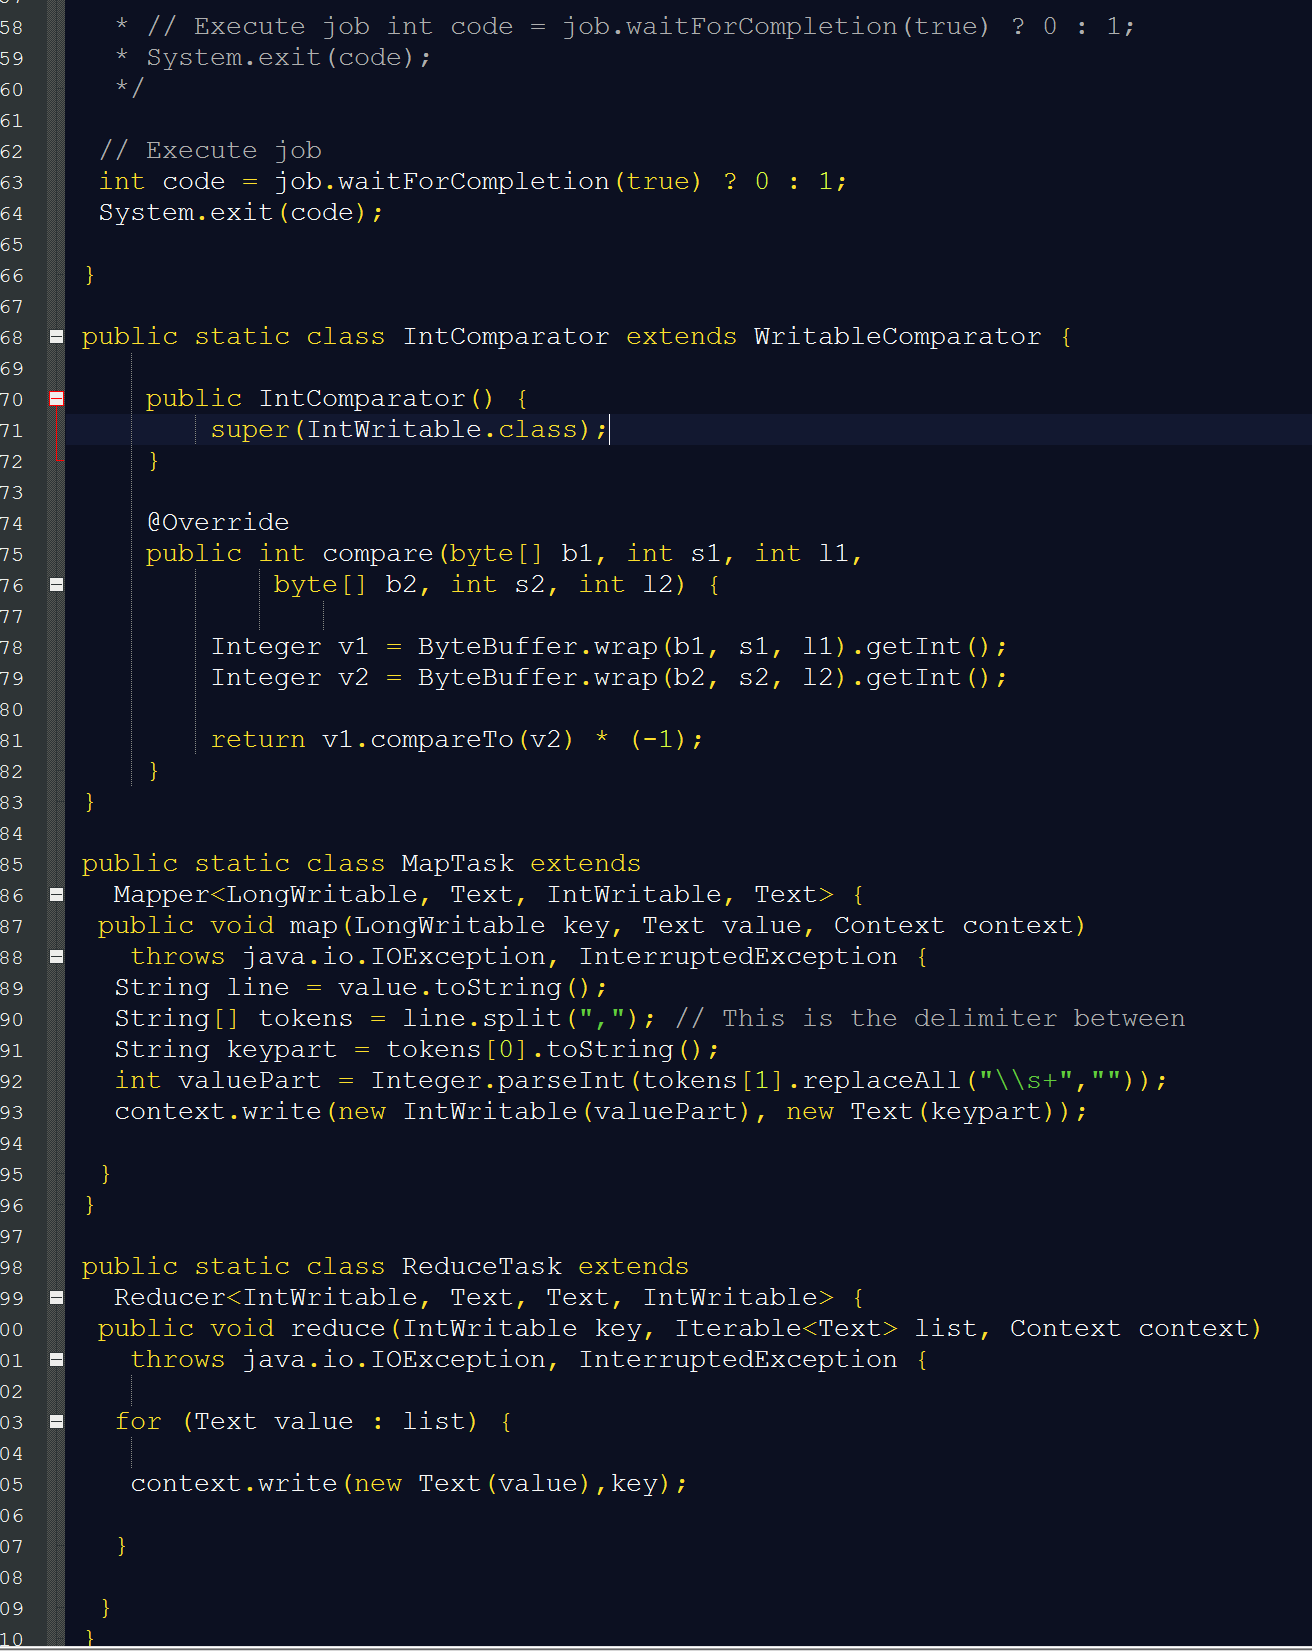 58 * // Execute job int code = job.waitForCompletion(true) ? 0 : 1;
59 * System.exit(code);
60 */
61
62 // Execute job
63 int code = job.waitForCompletion(true) ? 0 : 1;
64 System.exit(code);
65
66 }
67
68 public static class IntComparator extends WritableComparator {
69
70 public IntComparator() {
71 super(IntWritable.class);
72 }
73
74 @Override
75 public int compare(byte[] b1, int s1, int l1,
76 byte[] b2, int s2, int l2) {
77
78 Integer v1 = ByteBuffer.wrap(b1, s1, l1).getInt();
79 Integer v2 = ByteBuffer.wrap(b2, s2, l2).getInt();
80
81 return v1.compareTo(v2) * (-1);
82 }
83 }
84
85 public static class MapTask extends
86 Mapper<LongWritable, Text, IntWritable, Text> {
87 public void map(LongWritable key, Text value, Context context)
88 throws java.io.IOException, InterruptedException {
89 String line = value.toString();
90 String[] tokens = line.split(","); // This is the delimiter between
91 String keypart = tokens[0].toString();
92 int valuePart = Integer.parseInt(tokens[1].replaceAll("\\s+",""));
93 context.write(new IntWritable(valuePart), new Text(keypart));
94
95 }
96 }
97
98 public static class ReduceTask extends
99 Reducer<IntWritable, Text, Text, IntWritable> {
00 public void reduce(IntWritable key, Iterable<Text> list, Context context)
01 throws java.io.IOException, InterruptedException {
02
03 for (Text value : list) {
04
05 context.write(new Text(value),key);
06
07 }
08
09 }
10 }